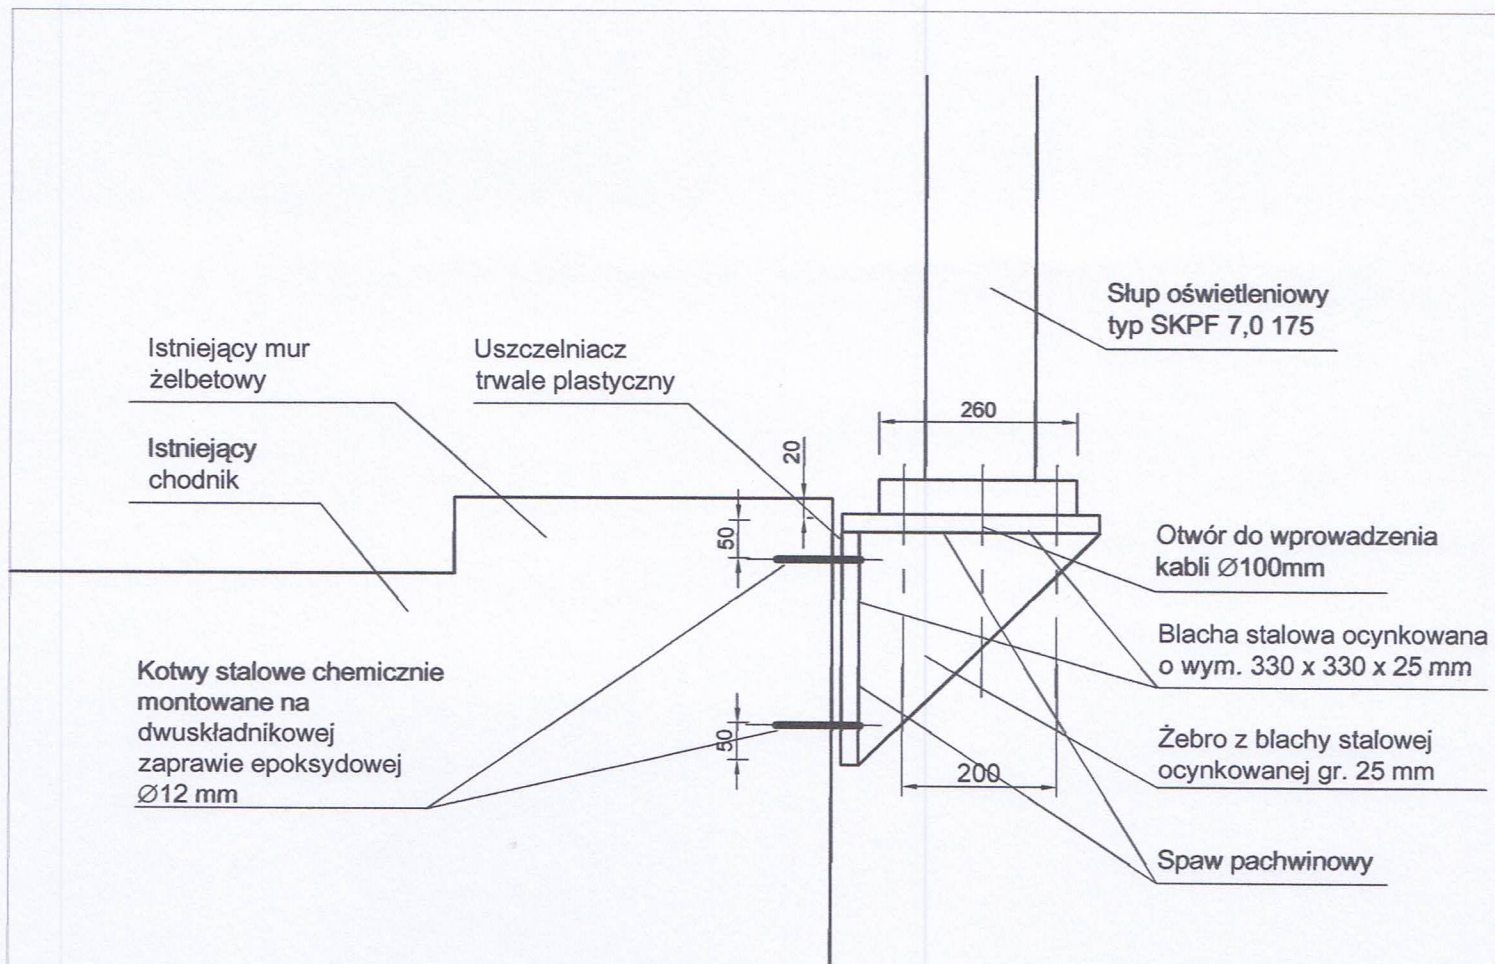 Słup oświetleniowy
typ SKPF 7,0 175
Istniejący mur
żelbetowy
Uszczelniacz
trwale plastyczny
260
20
Istniejący
chodnik
50
Otwór do wprowadzenia
kabli Ø100mm
Blacha stalowa ocynkowana
o wym. 330 x 330 x 25 mm
Kotwy stalowe chemicznie
montowane na
dwuskładnikowej
zaprawie epoksydowej
Ø12 mm
50
200
Żebro z blachy stalowej
ocynkowanej gr. 25 mm
Spaw pachwinowy